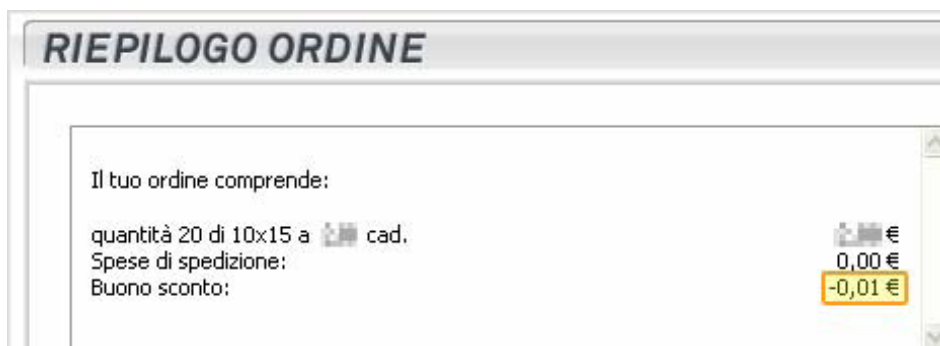 RIEPILOGO ORDINE
Il tuo ordine comprende:
quantità 20 di 10x15 a cad.
€
Spese di spedizione: 0,00 €
Buono sconto: -0,01 €